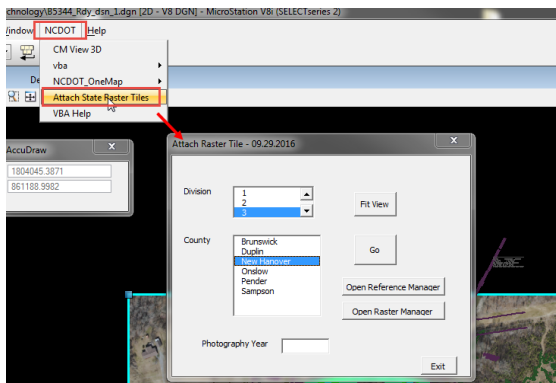 chnology\B5344_Rdy_dsn_1.dgn [2D - V8 DGN] - MicroStation V8i (SELECTseries 2)
Window NCDOT Help
CM View 3D
vba
NCDOT_OneMap
Attach State Raster Tiles
VBA Help
De
AccuDraw X
1804045.3871
861188.9982
Attach Raster Tile - 09.29.2016 X
Division
1
2
3
Fit View
County
Brunswick
Duplin
New Hanover
Onslow
Pender
Sampson
Go
Open Reference Manager
Open Raster Manager
Photography Year
Exit